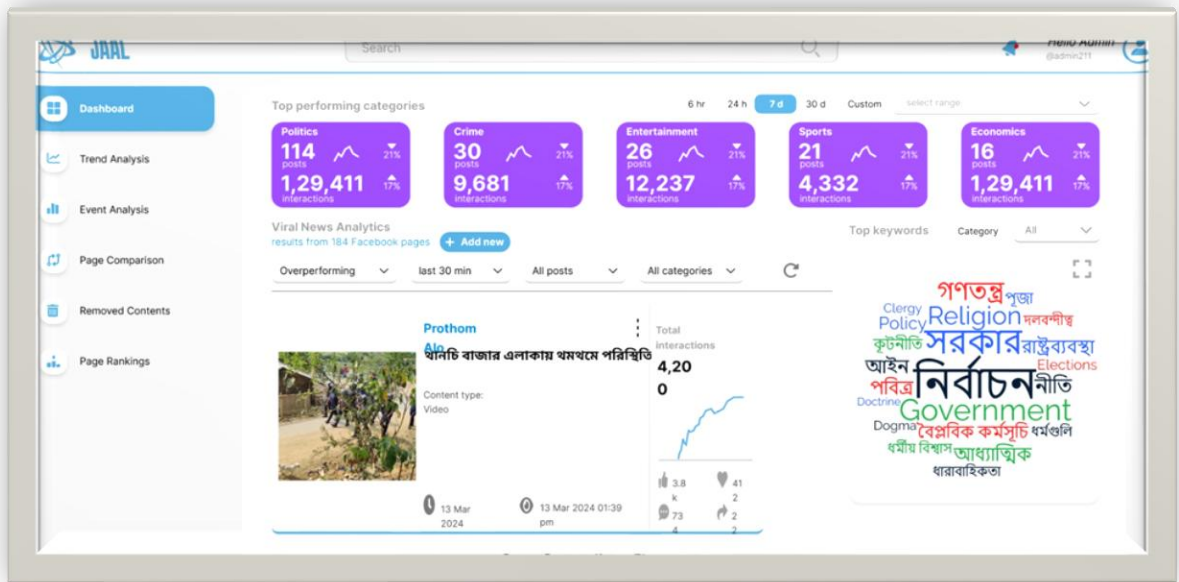 JAAL
Search
Hello Admin
@admin211
Dashboard
Trend Analysis
Event Analysis
Page Comparison
Removed Contents
Page Rankings
Top performing categories
6 hr 24 h 7 d 30 d Custom select range
Politics
114
posts
21%
1,29,411
interactions
17%
Crime
30
posts
21%
9,681
interactions
17%
Entertainment
26
posts
21%
12,237
interactions
17%
Sports
21
posts
21%
4,332
interactions
17%
Economics
16
posts
21%
1,29,411
interactions
17%
Viral News Analytics
results from 184 Facebook pages + Add new
Overperforming last 30 min All posts All categories
Prothom
Alo
থানচি বাজার এলাকায় থমথমে পরিস্থিতি
Content type:
Video
13 Mar
2024
13 Mar 2024 01:39
pm
Total
interactions
4,20
0
3.8
k
41
2
73
4
2
2
Top keywords Category All
গণতন্ত্র পূজা
Clergy
Policy Religion দলবন্দীত্ব
কূটনীতি সরকার রাষ্ট্রব্যবস্থা
আইন Elections
পবিত্র নির্বাচন নীতি
Doctrine Government
Dogma বৈপ্লবিক কর্মসূচি ধর্মগুলি
ধর্মীয় বিশ্বাস আধ্যাত্মিক
ধারাবাহিকতা